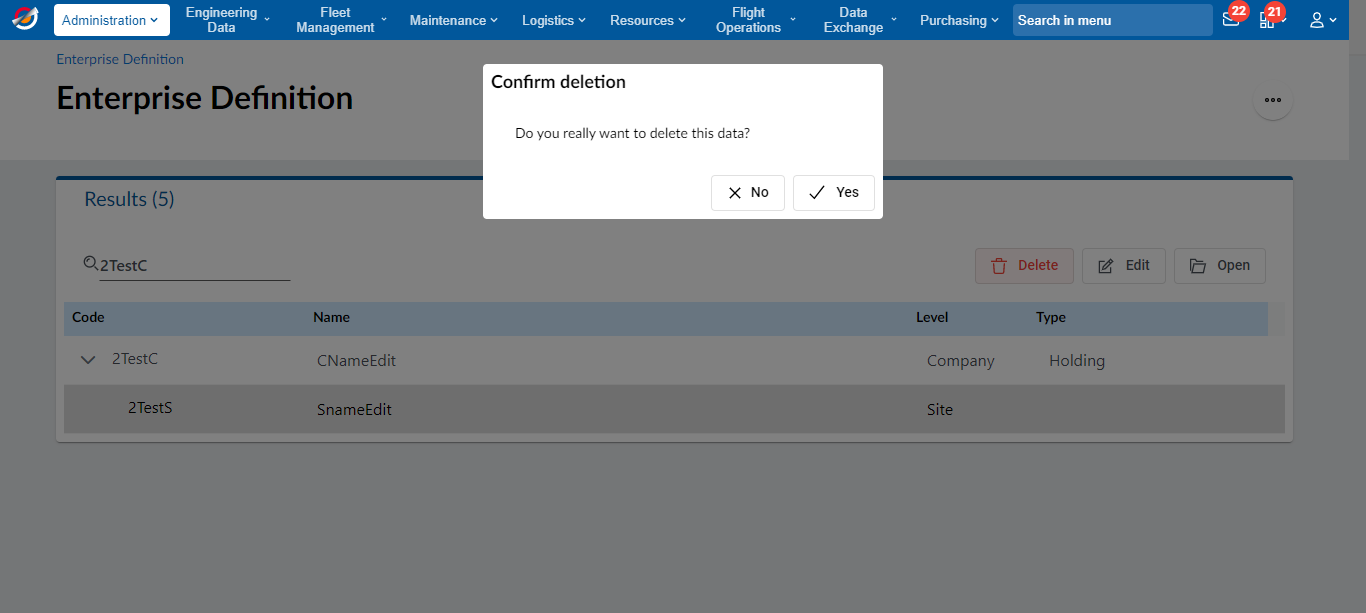 Administration
Engineering
Data
Fleet
Management
Maintenance
Logistics
Resources
Flight
Operations
Data
Exchange
Purchasing
Search in menu
22
21
Enterprise Definition
Enterprise Definition
Confirm deletion
Do you really want to delete this data?
No
Yes
Results (5)
2TestC
Delete
Edit
Open
Code Name Level Type
2TestC CNameEdit Company Holding
2TestS SnameEdit Site